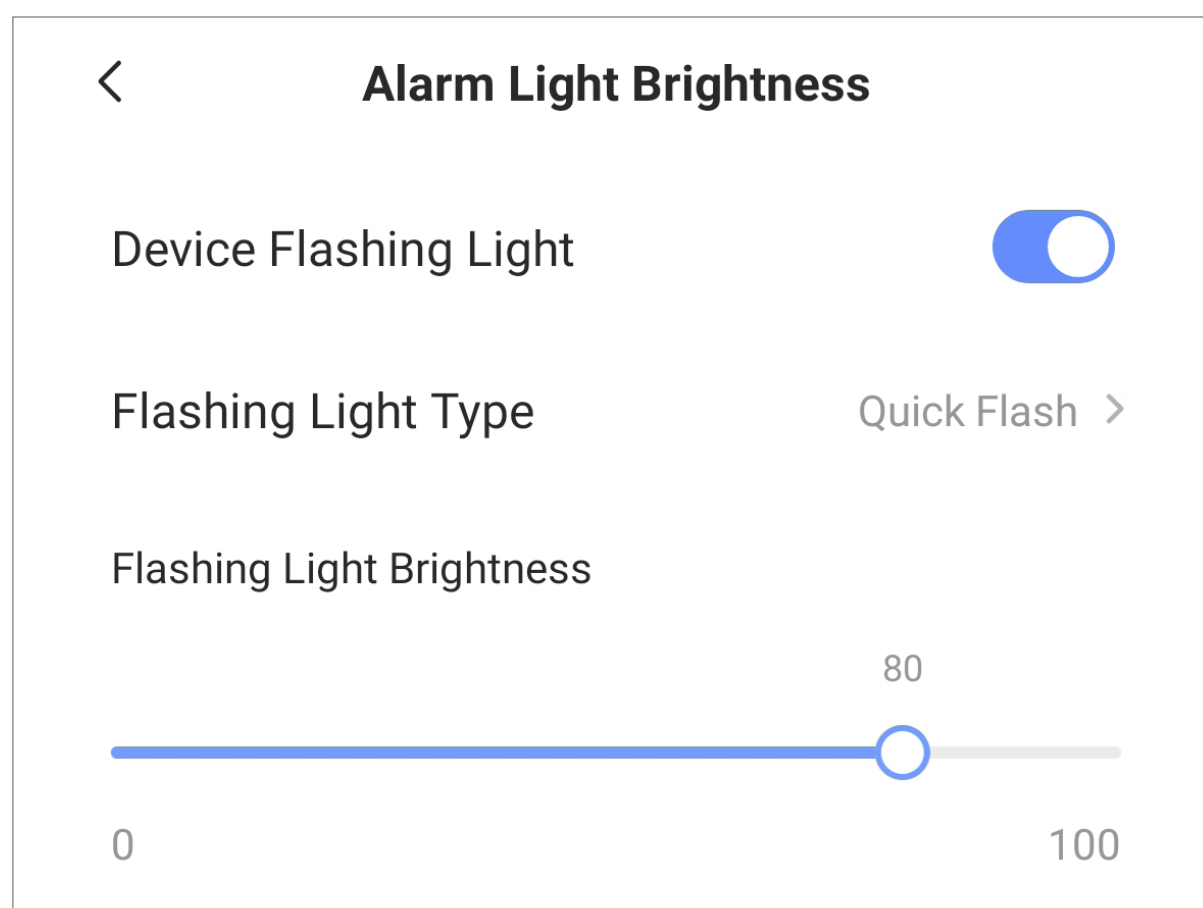 Alarm Light Brightness
Device Flashing Light
Flashing Light Type Quick Flash
Flashing Light Brightness
80
0 100